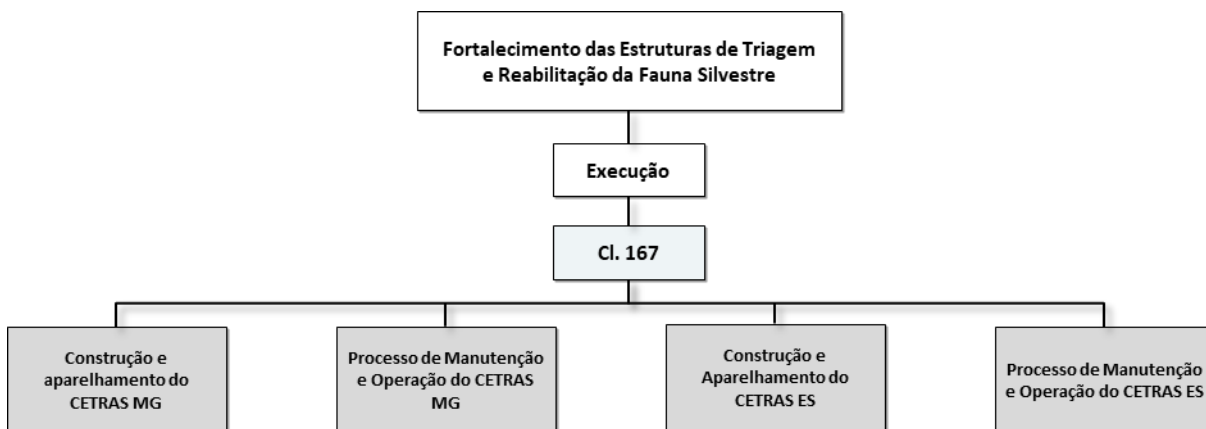 Fortalecimento das Estruturas de Triagem
e Reabilitação da Fauna Silvestre
Execução
Cl. 167
Construção e
aparelhamento do
CETRAS MG
Processo de Manutenção
e Operação do CETRAS
MG
Construção e
Aparelhamento do
CETRAS ES
Processo de Manutenção
e Operação do CETRAS ES